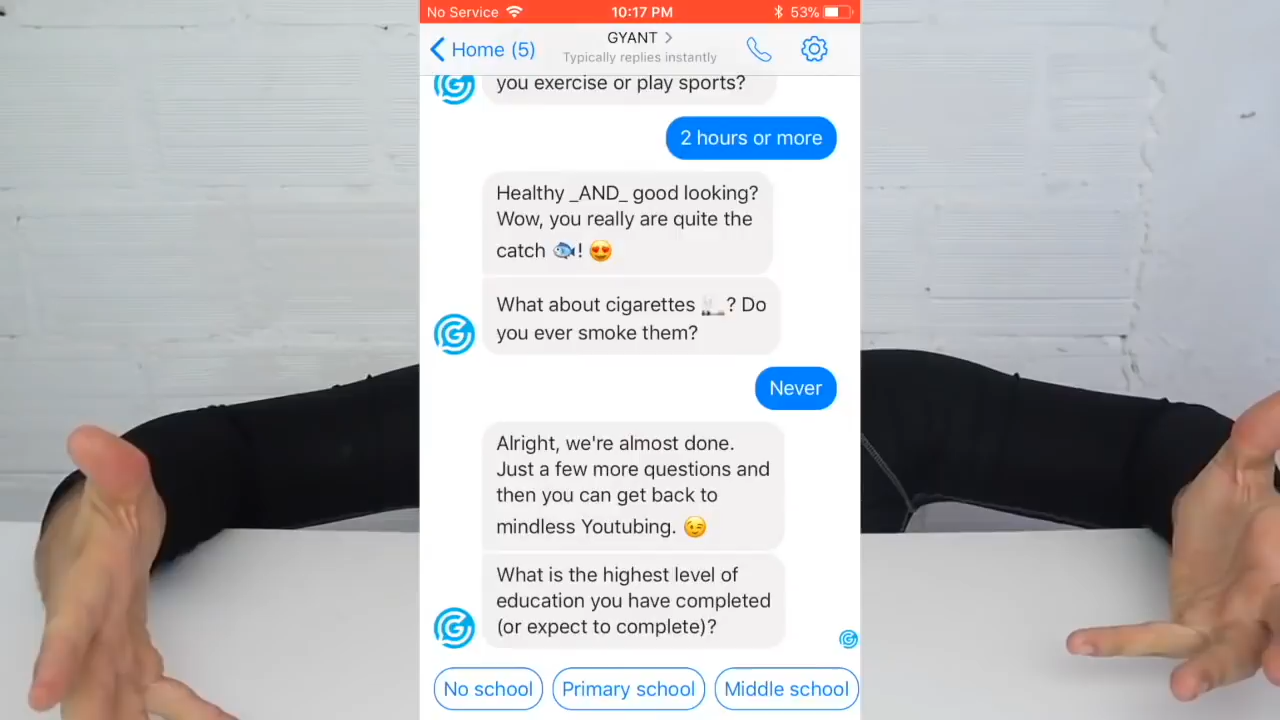 No Service 10:17 PM 53%
Home (5) GYANT
Typically replies instantly
you exercise or play sports?
2 hours or more
Healthy _AND_ good looking?
Wow, you really are quite the
catch 🐟! 😍
What about cigarettes 🚬? Do
you ever smoke them?
Never
Alright, we're almost done.
Just a few more questions and
then you can get back to
mindless Youtubing. 😉
What is the highest level of
education you have completed
(or expect to complete)?
No school Primary school Middle school